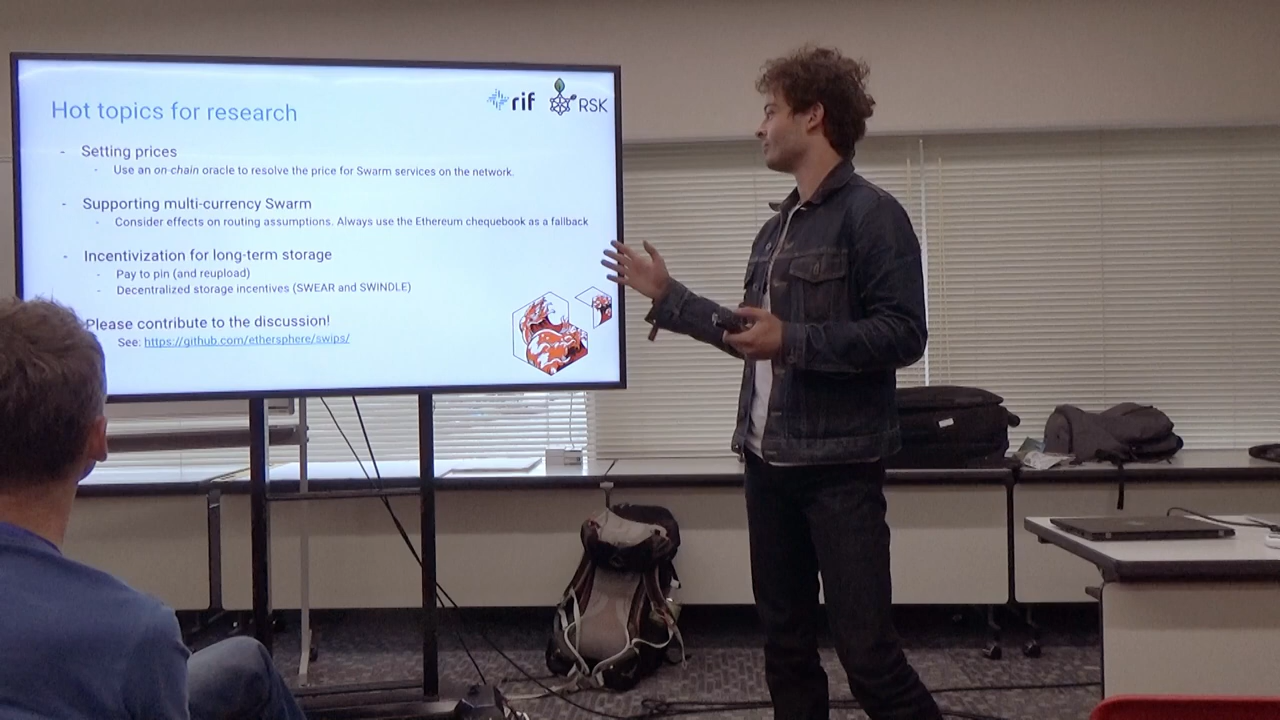 Hot topics for research
rif RSK
- Setting prices
- Use an on-chain oracle to resolve the price for Swarm services on the network.
- Supporting multi-currency Swarm
- Consider effects on routing assumptions. Always use the Ethereum chequebook as a fallback
- Incentivization for long-term storage
- Pay to pin (and reupload)
- Decentralized storage incentives (SWEAR and SWINDLE)
Please contribute to the discussion!
See: https://github.com/ethersphere/swips/